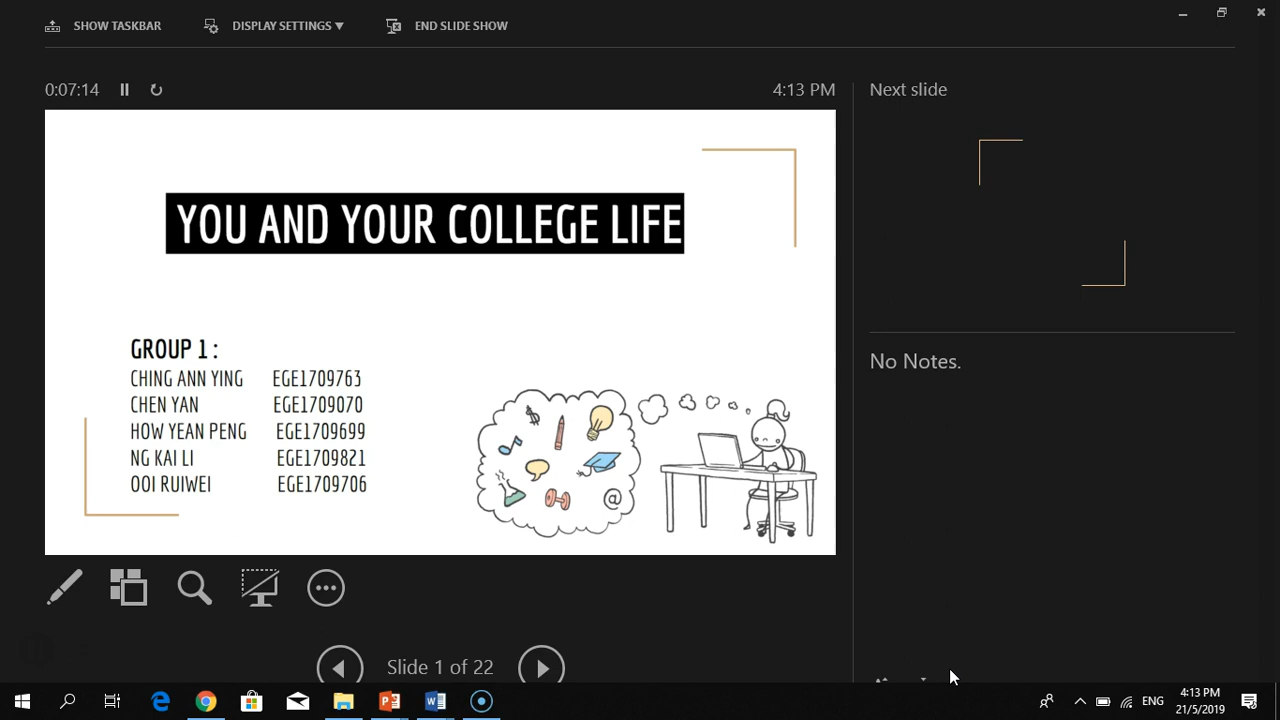 SHOW TASKBAR DISPLAY SETTINGS ▼ END SLIDE SHOW
0:07:14 4:13 PM
Next slide
YOU AND YOUR COLLEGE LIFE
GROUP 1 :
CHING ANN YING EGE1709763
CHEN YAN EGE1709070
HOW YEAN PENG EGE1709699
NG KAI LI EGE1709821
OOI RUIWEI EGE1709706
$
@
No Notes.
Slide 1 of 22
ENG
4:13 PM
21/5/2019